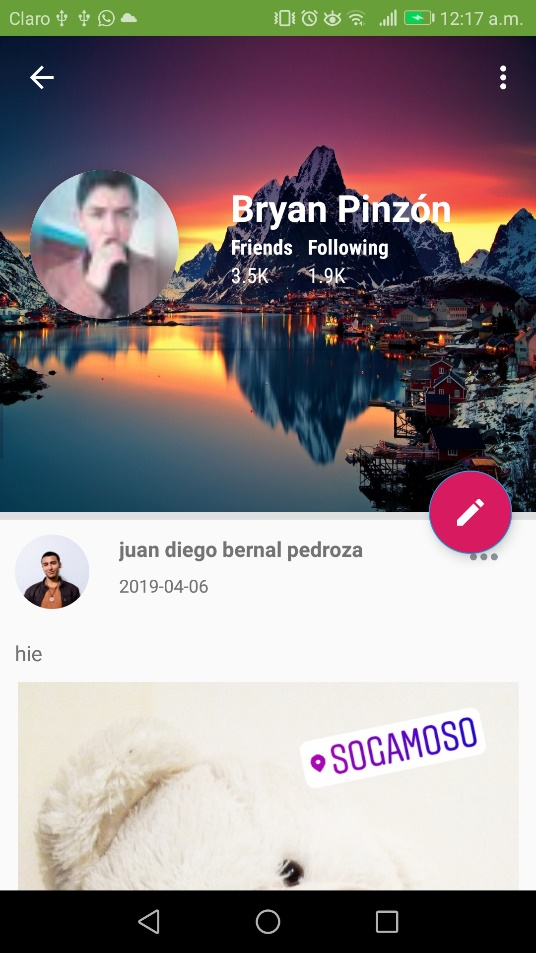 Claro 12:17 a.m.
Bryan Pinzón
Friends Following
3.5K 1.9K
juan diego bernal pedroza
2019-04-06
hie
SOGAMOSO